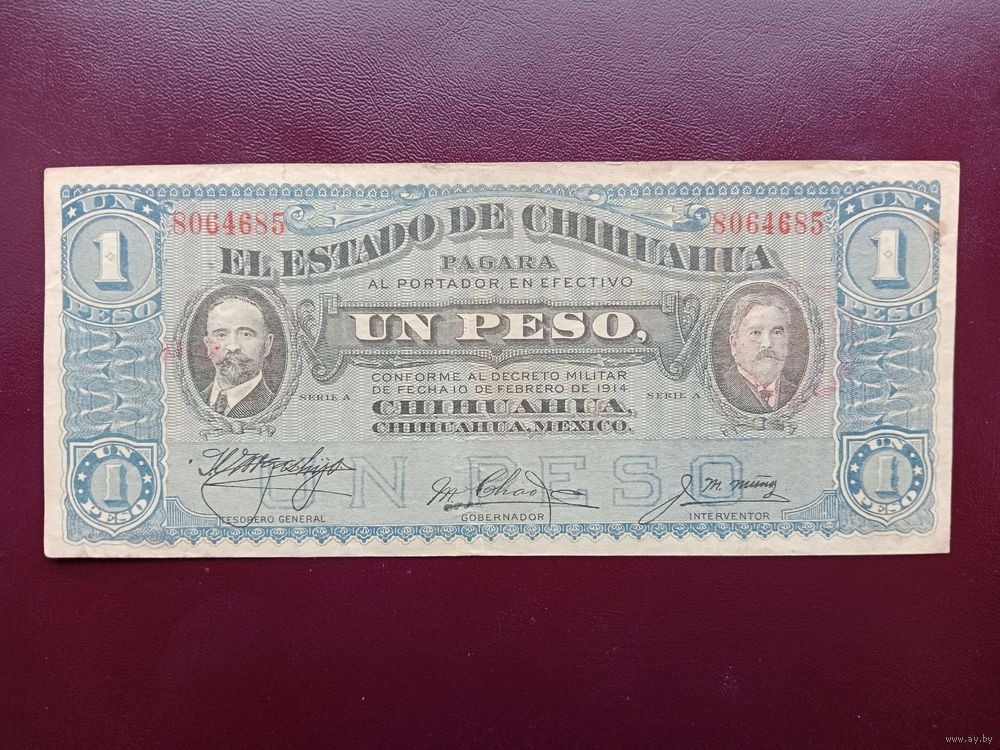 UN
1
PESO
8064685
8064685
UN
1
PESO
EL ESTADO DE CHIHUAHUA
PAGARA
AL PORTADOR, EN EFECTIVO
UN PESO,
CONFORME AL DECRETO MILITAR
DE FECHA 10 DE FEBRERO DE 1914
SERIE A
SERIE A
CHIHUAHUA,
CHIHUAHUA, MEXICO.
UN PESO
UN
1
PESO
UN
1
PESO
M Chao
J. M. Muñg
TESORERO GENERAL
GOBERNADOR
INTERVENTOR
www.ay.by